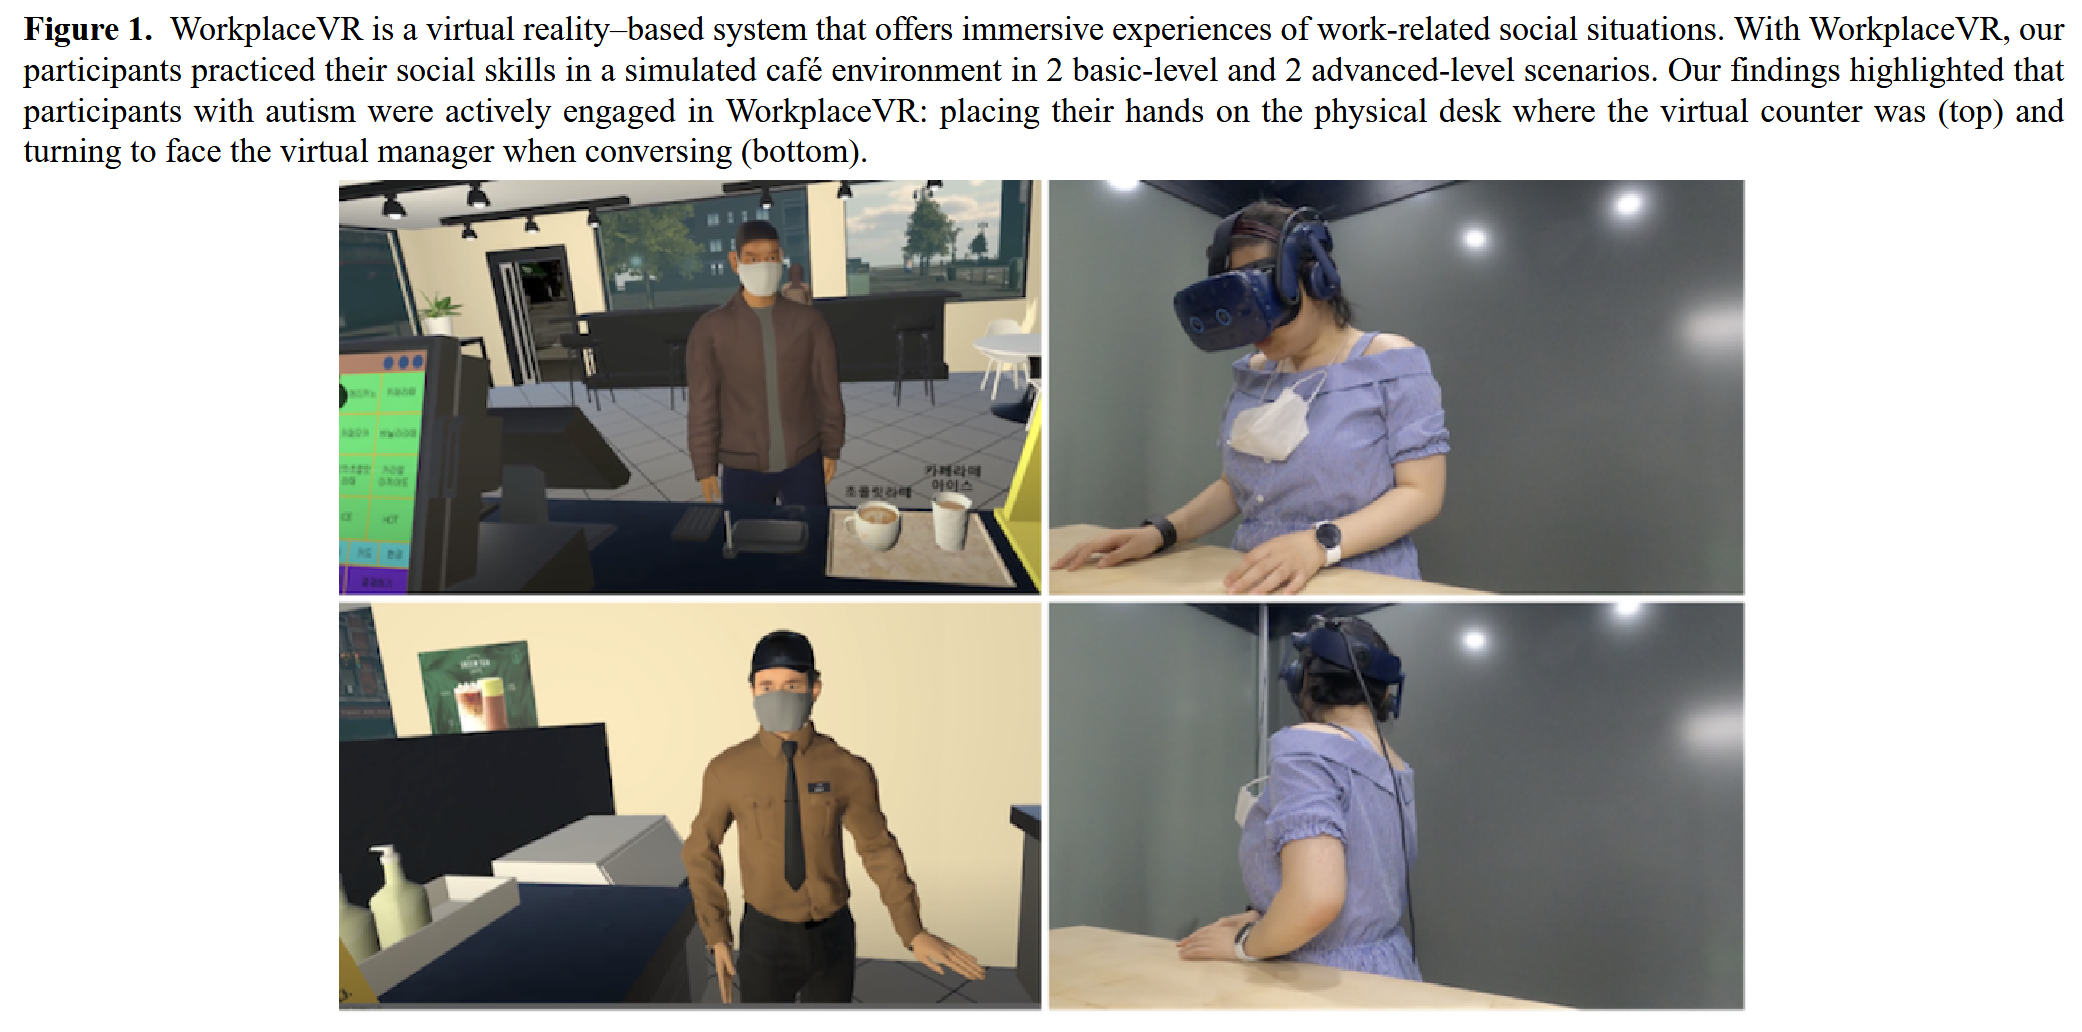 Figure 1. WorkplaceVR is a virtual reality–based system that offers immersive experiences of work-related social situations. With WorkplaceVR, our
participants practiced their social skills in a simulated café environment in 2 basic-level and 2 advanced-level scenarios. Our findings highlighted that
participants with autism were actively engaged in WorkplaceVR: placing their hands on the physical desk where the virtual counter was (top) and
turning to face the virtual manager when conversing (bottom).
카페라떼
아이스
초콜릿라떼
HOT
GREEN TEA